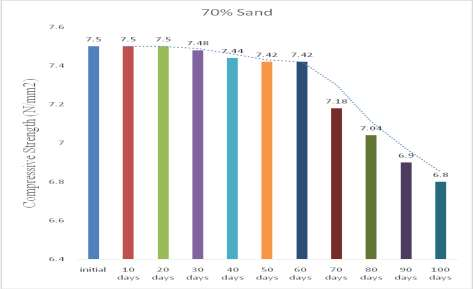 70% Sand
7.6
7.4
7.2
7
6.8
6.6
6.4
Compressive Strength (N/mm2)
7.5
7.5
7.5
7.48
7.44
7.42
7.42
7.18
7.04
6.9
6.8
initial
10 days
20 days
30 days
40 days
50 days
60 days
70 days
80 days
90 days
100 days